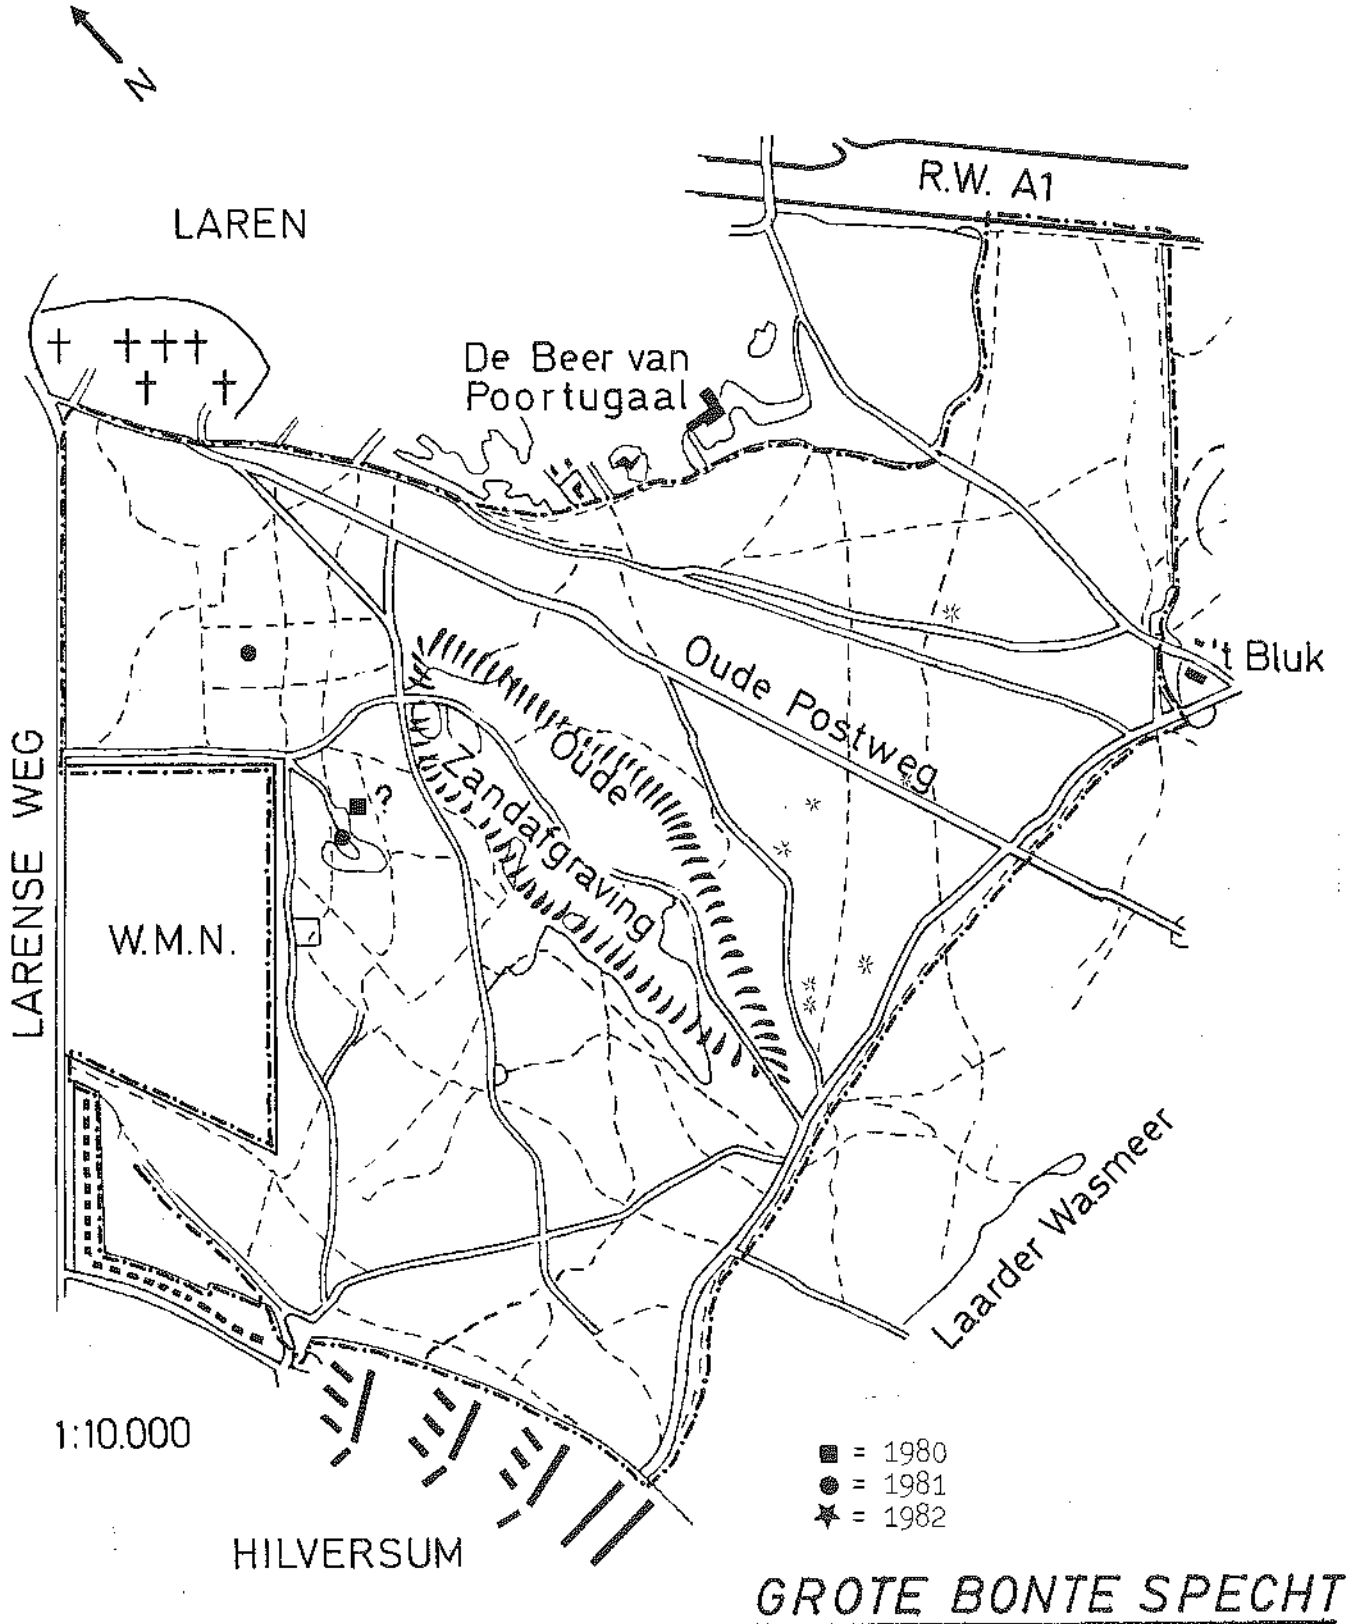 N
R.W. A1
LAREN
De Beer van
Poortugaal
't Bluk
Oude Postweg
Oude
Zandafgraving
LARENSE WEG
W.M.N.
Laarder Wasmeer
1:10.000
■ = 1980
● = 1981
★ = 1982
HILVERSUM
GROTE BONTE SPECHT